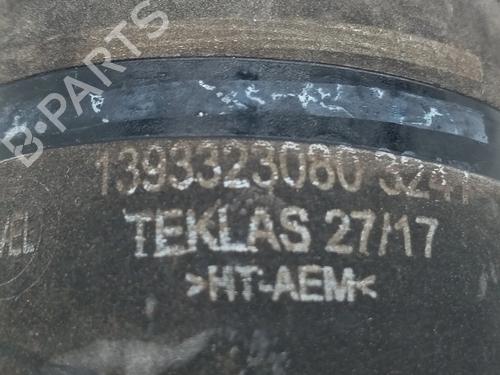 B-PARTS
1393323080 3241
TEKLAS 27/17
>HT-AEM<